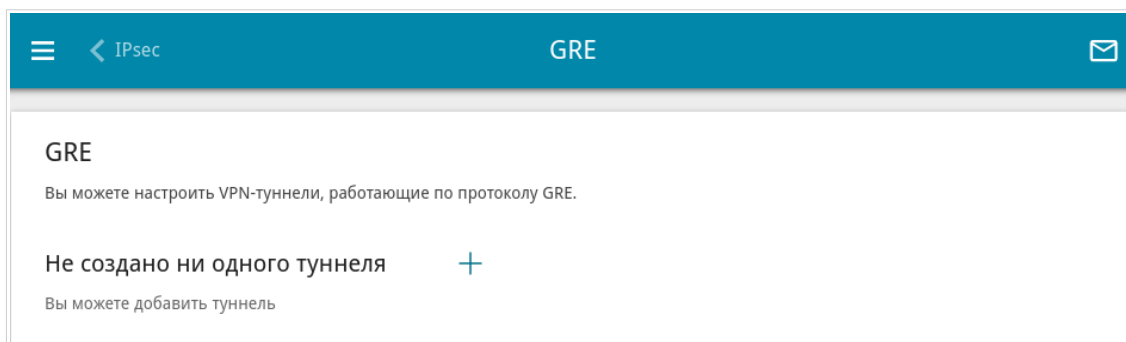 IPsec
GRE
GRE
Вы можете настроить VPN-туннели, работающие по протоколу GRE.
Не создано ни одного туннеля
Вы можете добавить туннель